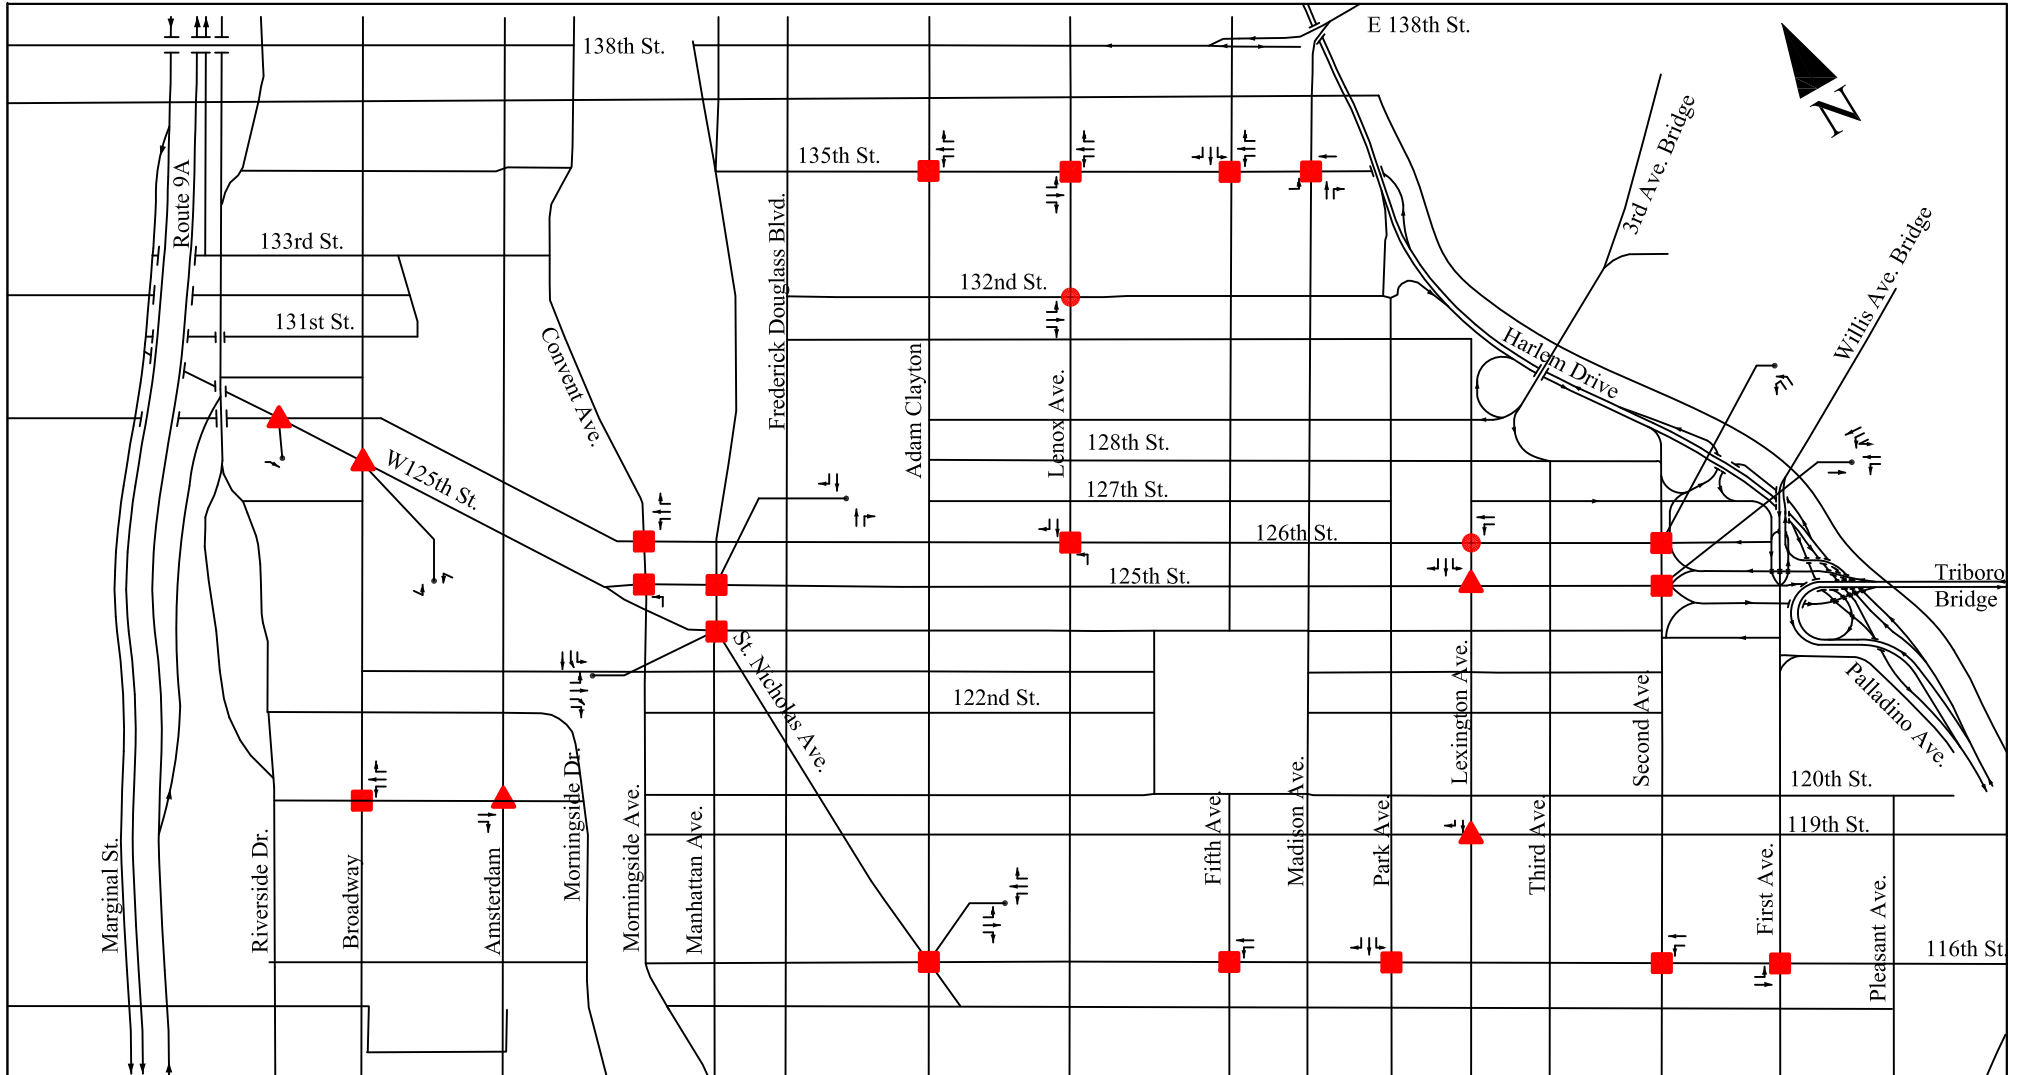 138th St.
E 138th St.
N
3rd Ave. Bridge
135th St.
Route 9A
Willis Ave. Bridge
133rd St.
Frederick Douglass Blvd.
132nd St.
131st St.
Convent Ave.
Harlem Drive
Adam Clayton
Lenox Ave.
128th St.
W125th St.
127th St.
126th St.
125th St.
Triboro
Bridge
St. Nicholas Ave.
Lexington Ave.
Second Ave.
Palladino Ave.
122nd St.
120th St.
119th St.
Marginal St.
Riverside Dr.
Broadway
Amsterdam
Morningside Dr.
Morningside Ave.
Manhattan Ave.
Fifth Ave.
Madison Ave.
Park Ave.
Third Ave.
First Ave.
Pleasant Ave.
116th St.